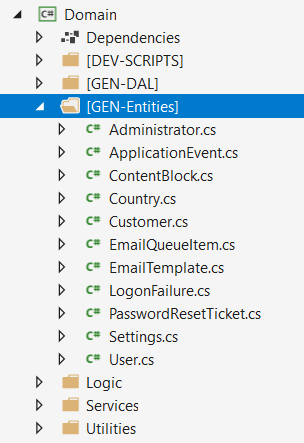 C# Domain
Dependencies
[DEV-SCRIPTS]
[GEN-DAL]
[GEN-Entities]
C# Administrator.cs
C# ApplicationEvent.cs
C# ContentBlock.cs
C# Country.cs
C# Customer.cs
C# EmailQueueItem.cs
C# EmailTemplate.cs
C# LogonFailure.cs
C# PasswordResetTicket.cs
C# Settings.cs
C# User.cs
Logic
Services
Utilities